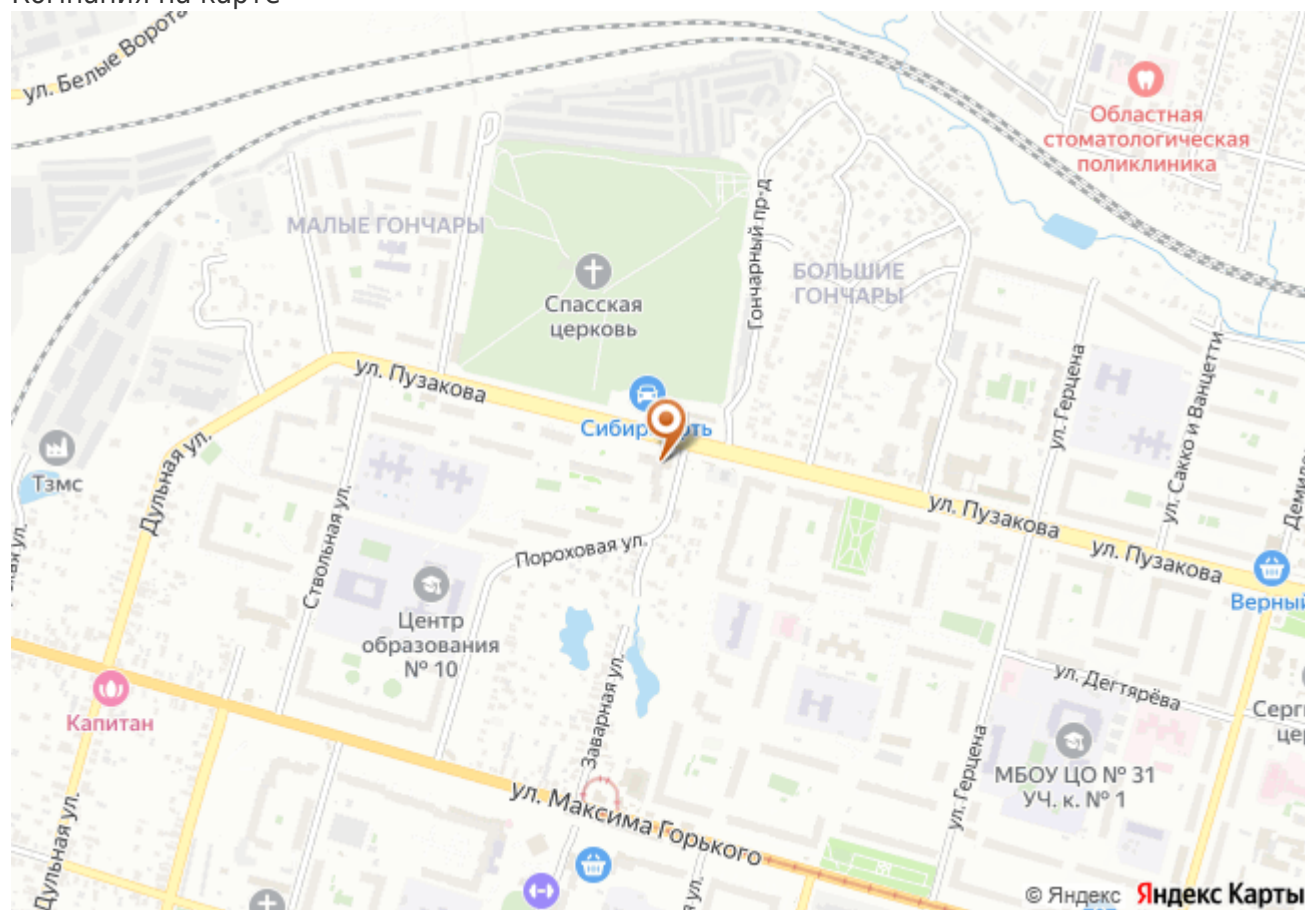 Компания на карте
ул. Белые Ворота
Областная
стоматологическая
поликлиника
МАЛЫЕ ГОНЧАРЫ
Гончарный пр-д
БОЛЬШИЕ
ГОНЧАРЫ
Спасская
церковь
ул. Пузакова
ул. Герцена
ул. Сакко и Ванцетти
Дульная ул.
Тзмс
Ствольная ул.
ул. Пузакова
ул. Пузакова
Пороховая ул.
Верный
Центр
образования
№ 10
ул. Дегтярёва
Заварная ул.
Капитан
МБОУ ЦО № 31
УЧ. к. № 1
ул. Герцена
ул. Максима Горького
Дульная ул.
© Яндекс Яндекс Карты